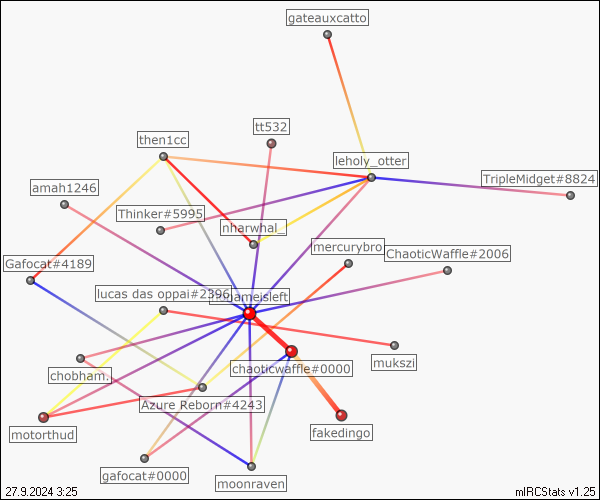 gateauxcatto
tt532
then1cc
leholy_otter
TripleMidget#8824
amah1246
Thinker#5995
nharwhal_
mercurybro
ChaoticWaffle#2006
Gafocat#4189
lucas das oppai#2396
mukszi
chaoticwaffle#0000
chobham.
Azure Reborn#4243
motorthud
fakedingo
gafocat#0000
moonraven
27.9.2024 3:25
mIRCStats v1.25